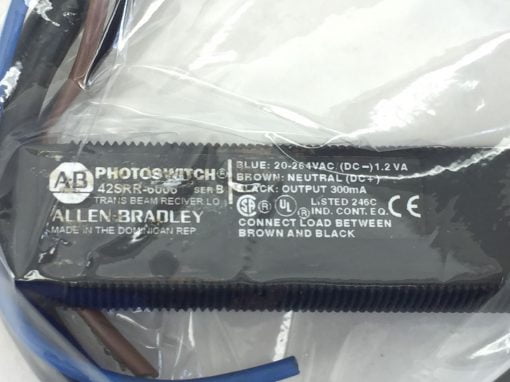 AB PHOTOSWITCH®
42SRR-6006 SER B
TRANS BEAM RECIVER LO
ALLEN-BRADLEY
MADE IN THE DOMINICAN REP
BLUE: 20-264VAC (DC-) 1.2 VA
BROWN: NEUTRAL (DC+)
BLACK: OUTPUT 300mA
SA ® UL ® LISTED 246C
IND. CONT. EQ. CE
CONNECT LOAD BETWEEN
BROWN AND BLACK